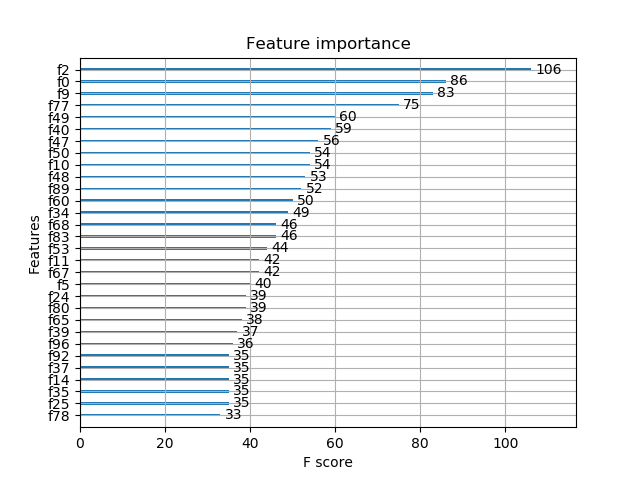 Feature importance
f2 106
f0 86
f9 83
f77 75
f49 60
f40 59
f47 56
f50 54
f10 54
f48 53
f89 52
f60 50
f34 49
f68 46
f83 46
f53 44
f11 42
f67 42
f5 40
f24 39
f80 39
f65 38
f39 37
f96 36
f92 35
f37 35
f14 35
f35 35
f25 35
f78 33
Features
0 20 40 60 80 100
F score